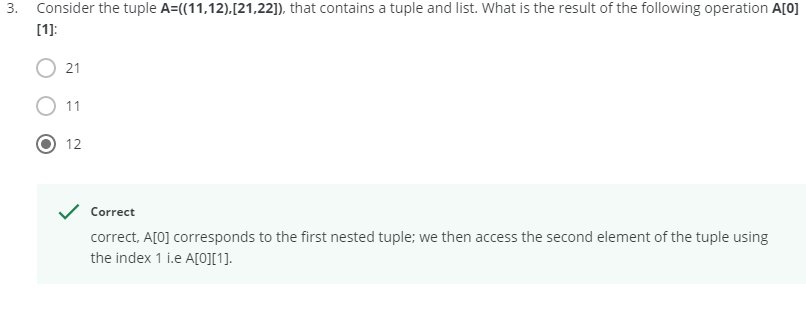 3. Consider the tuple A=((11,12),[21,22]), that contains a tuple and list. What is the result of the following operation A[0]
[1]:
21
11
12
Correct
correct, A[0] corresponds to the first nested tuple; we then access the second element of the tuple using
the index 1 i.e A[0][1].